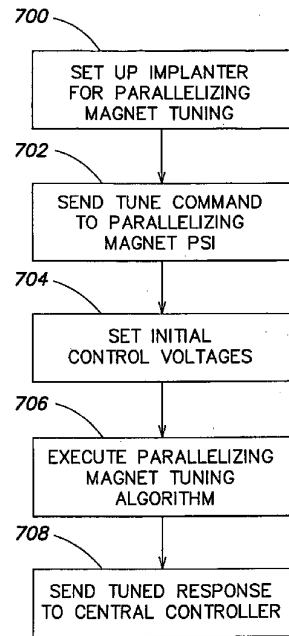 700
SET UP IMPLANTER
FOR PARALLELIZING
MAGNET TUNING
702
SEND TUNE COMMAND
TO PARALLELIZING
MAGNET PSI
704
SET INITIAL
CONTROL VOLTAGES
706
EXECUTE PARALLELIZING
MAGNET TUNING
ALGORITHM
708
SEND TUNED RESPONSE
TO CENTRAL CONTROLLER